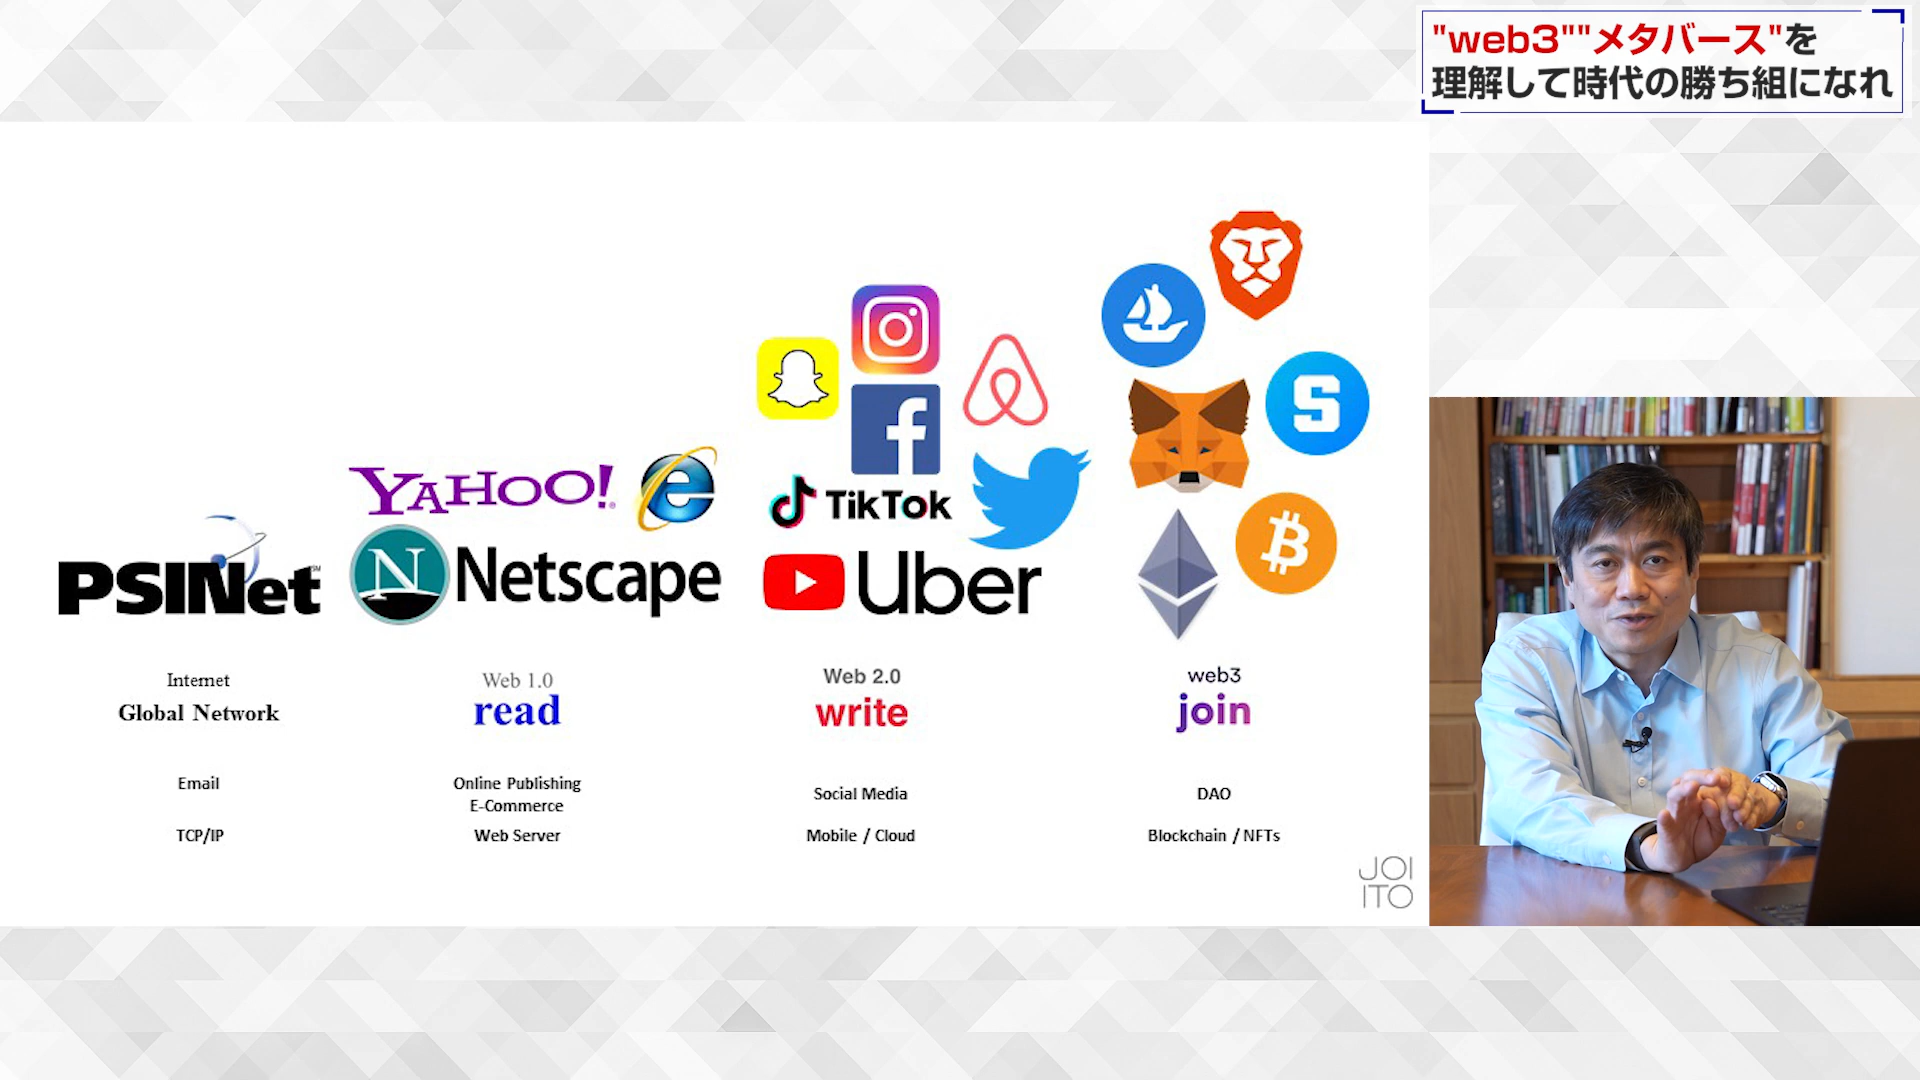 "web3""メタバース"を
理解して時代の勝ち組になれ
PSINet
YAHOO!
Netscape
N
e
f
TikTok
Uber
S
Internet
Global Network
Email
TCP/IP
Web 1.0
read
Online Publishing
E-Commerce
Web Server
Web 2.0
write
Social Media
Mobile / Cloud
web3
join
DAO
Blockchain / NFTs
JOI
ITO